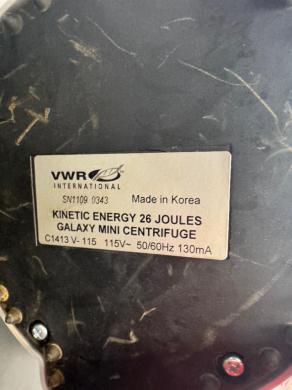 VWR
INTERNATIONAL
SN1109 0343 Made in Korea
KINETIC ENERGY 26 JOULES
GALAXY MINI CENTRIFUGE
C1413 V- 115 115V~ 50/60Hz 130mA